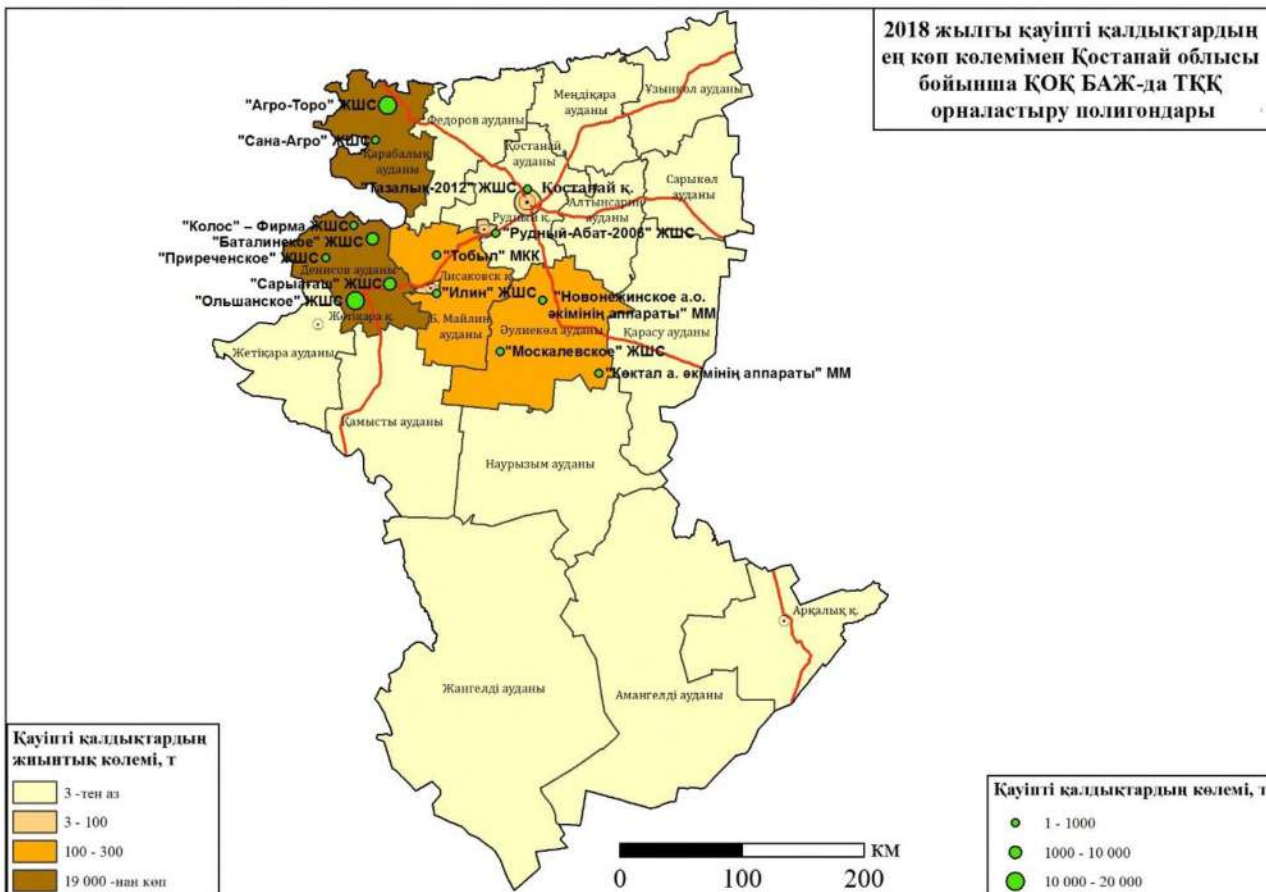 2018 жылғы қауіпті қалдықтардың
ең көп көлемімен Қостанай облысы
бойынша ҚОҚ БАЖ-да ТҚҚ
орналастыру полигондары
Ұзынкөл ауданы
Меңдіқара
ауданы
"Агро-Торо" ЖШС
Федоров ауданы
"Сана-Агро" ЖШС
Қарабалық
ауданы
Қостанай
ауданы
Сарыкөл
ауданы
"Тазалық-2012" ЖШС
Қостанай қ.
Алтынсарин
ауданы
"Колос" – Фирма ЖШС
Рудный қ.
"Рудный-Абат-2006" ЖШС
"Баталинекое" ЖШС
"Приреченское" ЖШС
"Тобыл" МКК
Денисов ауданы
"Сарыағаш" ЖШС
Лисаковск қ.
"Ольшанское" ЖШС
"Илин" ЖШС
"Новонежинское а.о.
әкімінің аппараты" ММ
Жетіқара қ.
Б. Майлин
ауданы
Әулиекөл ауданы
Қарасу ауданы
Жетіқара ауданы
"Москалевское" ЖШС
"Көктал а. әкімінің аппараты" ММ
Қамысты ауданы
Наурызым ауданы
Арқалық қ.
Жангелді ауданы
Амангелді ауданы
Қауіпті қалдықтардың
жиынтық көлемі, т
3 -тен аз
3 - 100
100 - 300
19 000 -нан көп
КМ
0 100 200
Қауіпті қалдықтардың көлемі, т
1 - 1000
1000 - 10 000
10 000 - 20 000